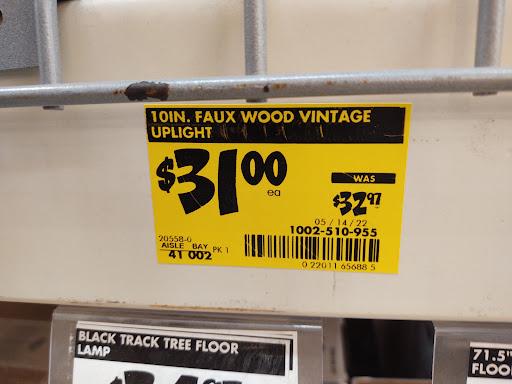 10IN. FAUX WOOD VINTAGE
UPLIGHT
$31.00
ea
WAS
$32.97
05 / 14 / 22
1002-510-955
20558-0
AISLE BAY PK 1
41 002
0 22011 65688 5
BLACK TRACK TREE FLOOR
LAMP
71.5"
FLOO